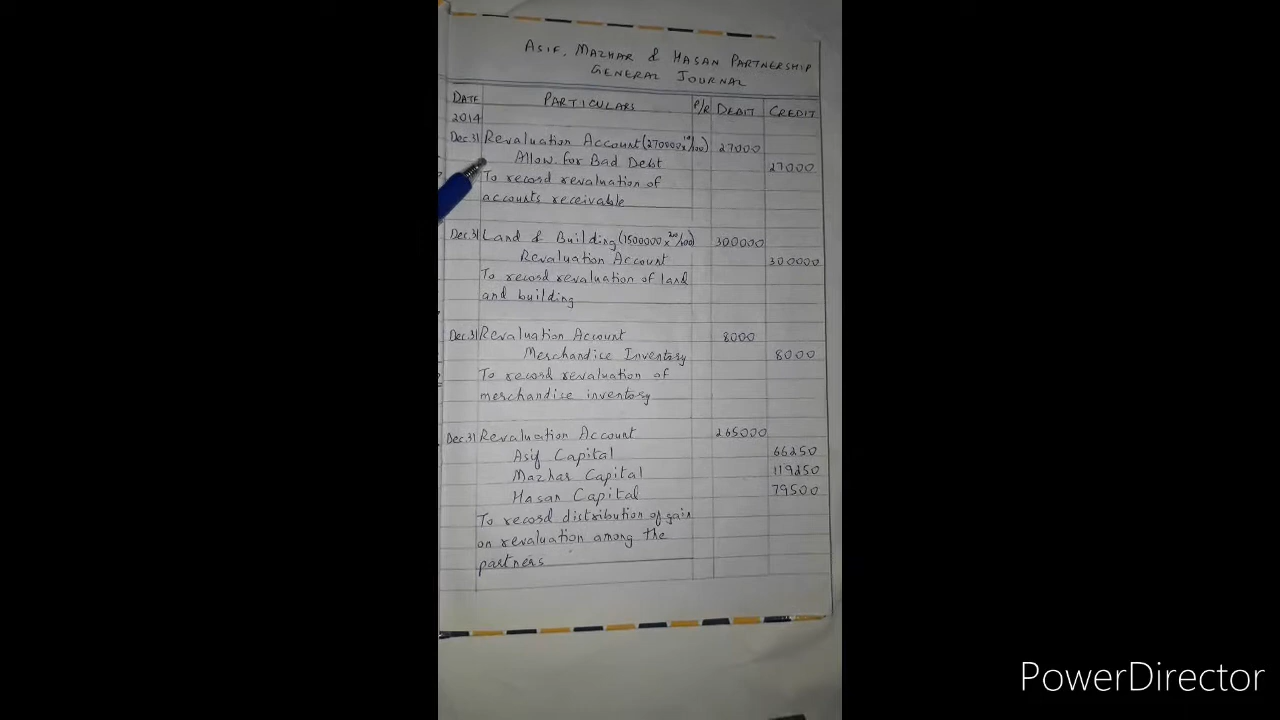 ASIF, MAZHAR & HASAN PARTNERSHIP
GENERAL JOURNAL
DATE PARTICULARS P/R DEBIT CREDIT
2014
Dec 31 Revaluation Account (270000x10/100) 27000
Allow for Bad Debt 27000
To record revaluation of
accounts receivable
Dec. 31 Land & Building (1500000x20/100) 300000
Revaluation Account 300000
To record revaluation of land
and building
Dec 31 Revaluation Account 8000
Merchandise Inventory 8000
To record revaluation of
merchandise inventory
Dec 31 Revaluation Account 265000
Asif Capital 66250
Mazhar Capital 119250
Hasan Capital 79500
To record distribution of gain
on revaluation among the
partners
PowerDirector